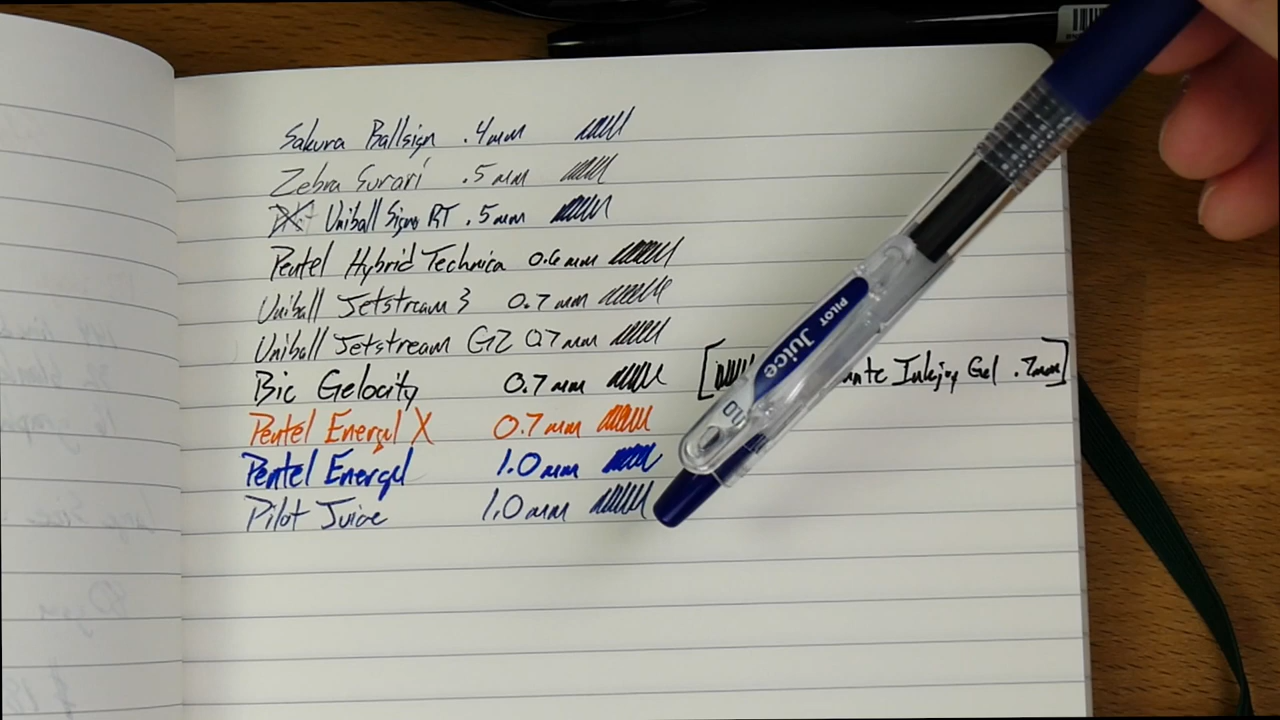 Sakura Ballsign .4mm
Zebra Surari .5mm
Uniball Signo RT .5mm
Pentel Hybrid Technica 0.6mm
Uniball Jetstream 3 0.7mm
Uniball Jetstream G2 0.7mm
Bic Gelocity 0.7mm
[ Inkjoy Gel .7mm]
Pentel Energel X 0.7mm
Pentel Energel 1.0mm
Pilot Juice 1.0mm
PILOT Juice